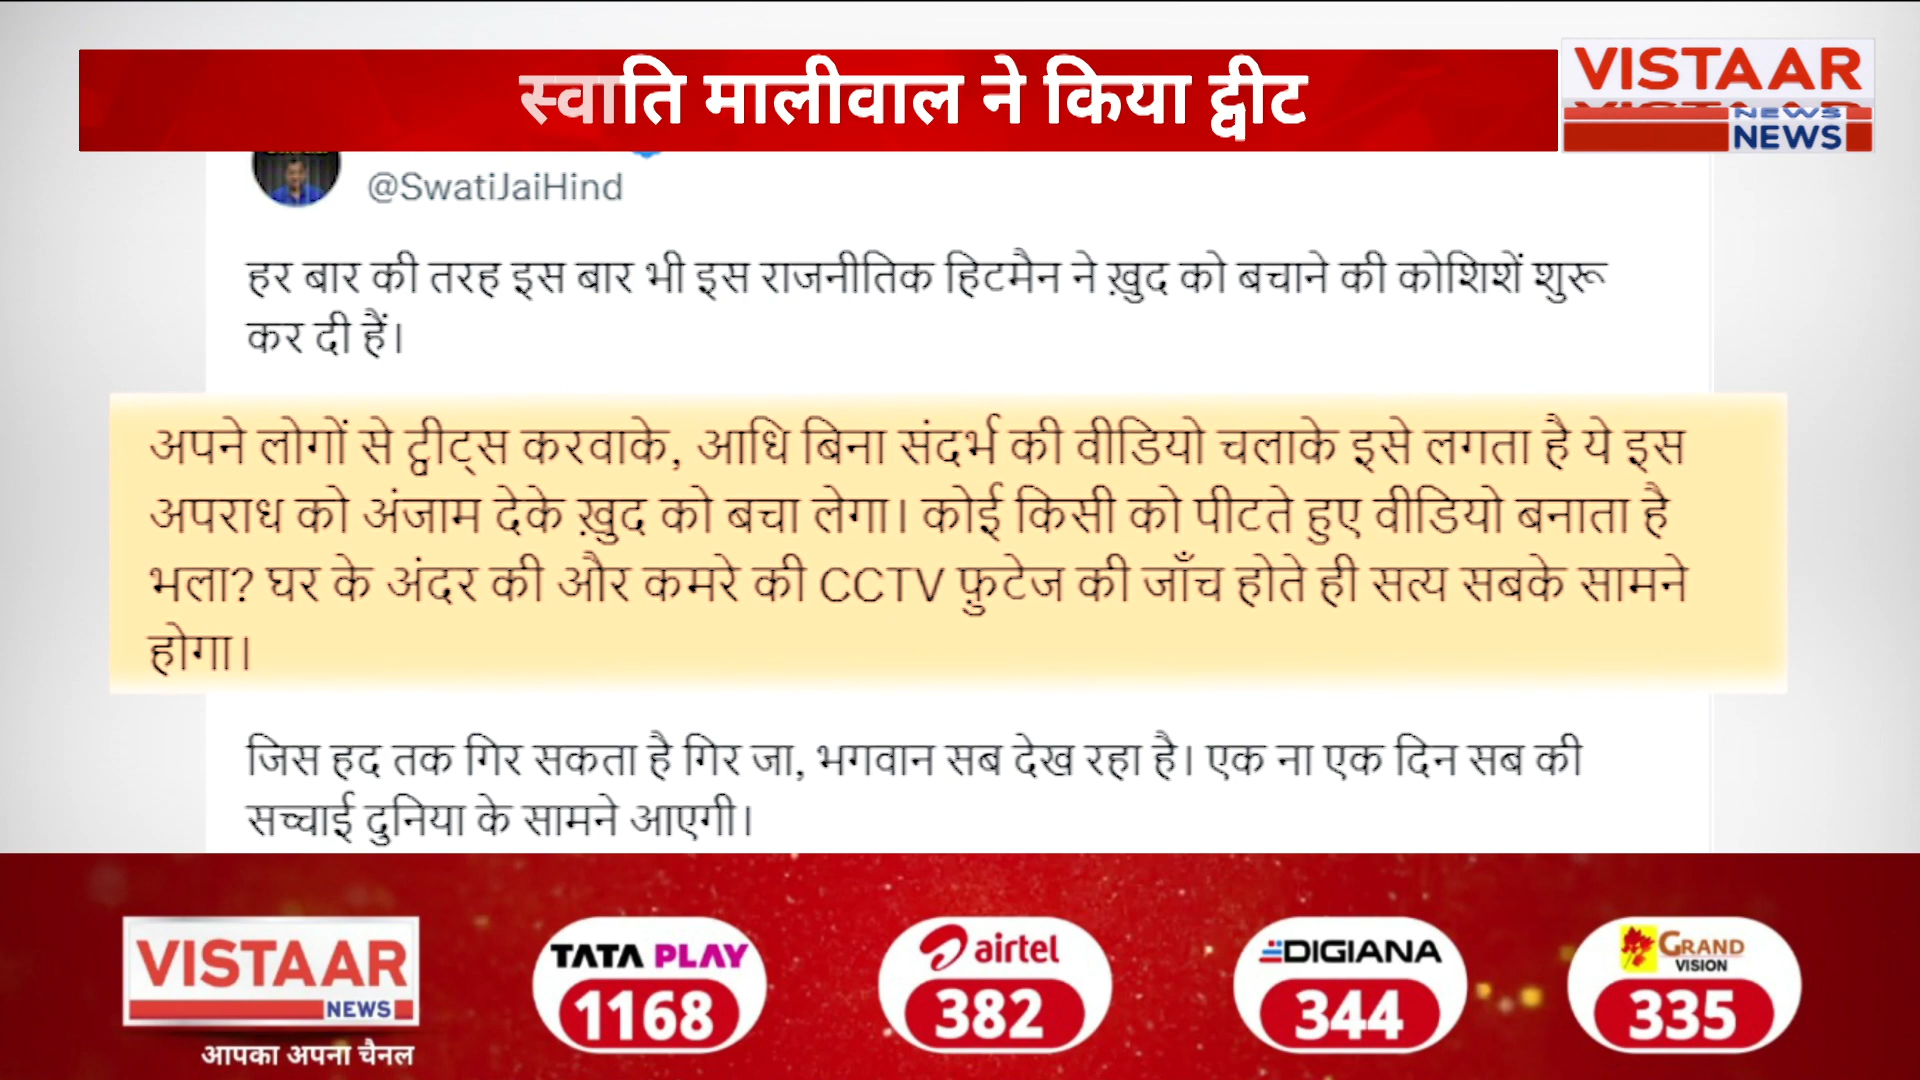 स्वाति मालीवाल ने किया ट्वीट
VISTAAR
NEWS
NEWS
@SwatiJaiHind
हर बार की तरह इस बार भी इस राजनीतिक हिटमैन ने ख़ुद को बचाने की कोशिशें शुरू
कर दी हैं।
अपने लोगों से ट्वीट्स करवाके, आधि बिना संदर्भ की वीडियो चलाके इसे लगता है ये इस
अपराध को अंजाम देके ख़ुद को बचा लेगा। कोई किसी को पीटते हुए वीडियो बनाता है
भला? घर के अंदर की और कमरे की CCTV फ़ुटेज की जाँच होते ही सत्य सबके सामने
होगा।
जिस हद तक गिर सकता है गिर जा, भगवान सब देख रहा है। एक ना एक दिन सब की
सच्चाई दुनिया के सामने आएगी।
VISTAAR
NEWS
आपका अपना चैनल
TATA PLAY
1168
airtel
382
DIGIANA
344
GRAND
VISION
335